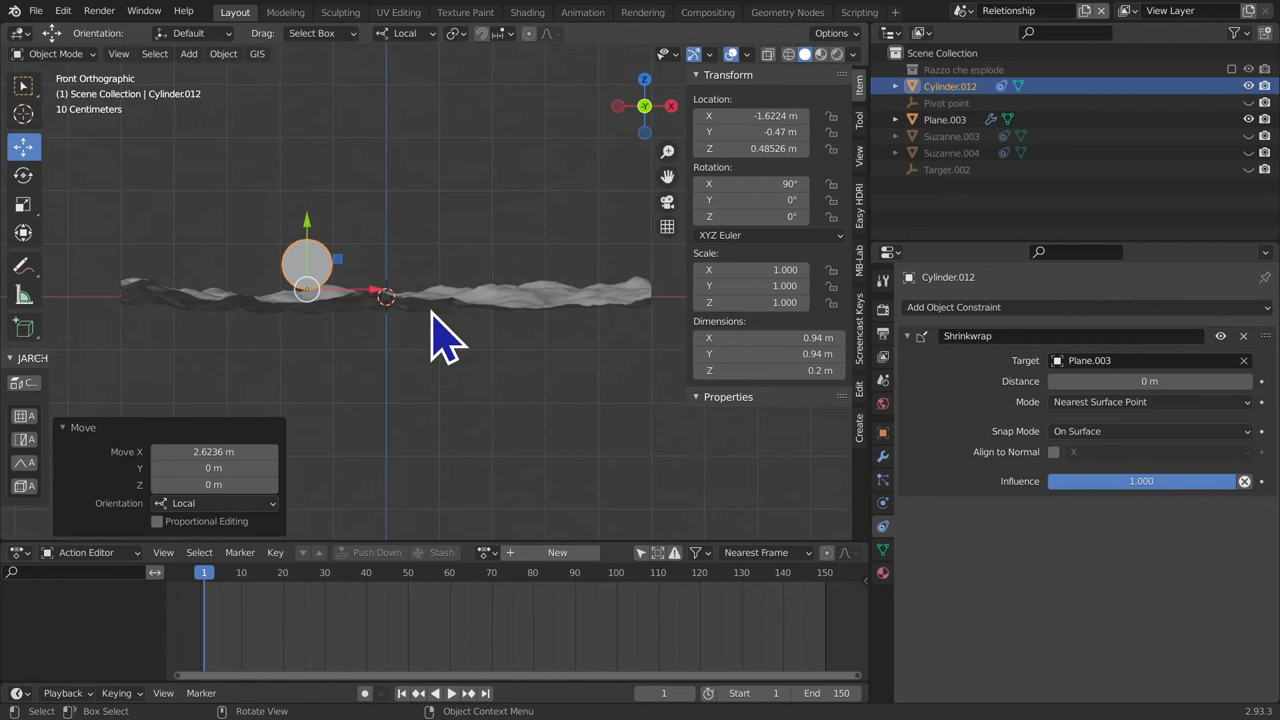 File Edit Render Window Help Layout Modeling Sculpting UV Editing Texture Paint Shading Animation Rendering Compositing Geometry Nodes Scripting + Relationship View Layer
Orientation: Default Drag: Select Box Local Options
Object Mode View Select Add Object GIS
Front Orthographic
(1) Scene Collection | Cylinder.012
10 Centimeters
Z
-Y
X
JARCH
C...
A
A
A
A
Move
Move X 2.6236 m
Y 0 m
Z 0 m
Orientation Local
Proportional Editing
Transform
Location:
X -1.6224 m
Y -0.47 m
Z 0.48526 m
Rotation:
X 90°
Y 0°
Z 0°
XYZ Euler
Scale:
X 1.000
Y 1.000
Z 1.000
Dimensions:
X 0.94 m
Y 0.94 m
Z 0.2 m
Properties
Item
Tool
View
Easy HDRI
MB-Lab
Screencast Keys
Edit
Create
Scene Collection
Razzo che esplode
Cylinder.012
Pivot point
Plane.003
Suzanne.003
Suzanne.004
Target.002
Cylinder.012
Add Object Constraint
Shrinkwrap
Target Plane.003
Distance 0 m
Mode Nearest Surface Point
Snap Mode On Surface
Align to Normal X
Influence 1.000
Action Editor View Select Marker Key Push Down Stash + New Nearest Frame
1 10 20 30 40 50 60 70 80 90 100 110 120 130 140 150
Playback Keying View Marker 1 Start 1 End 150
Select Box Select Rotate View Object Context Menu 2.93.3